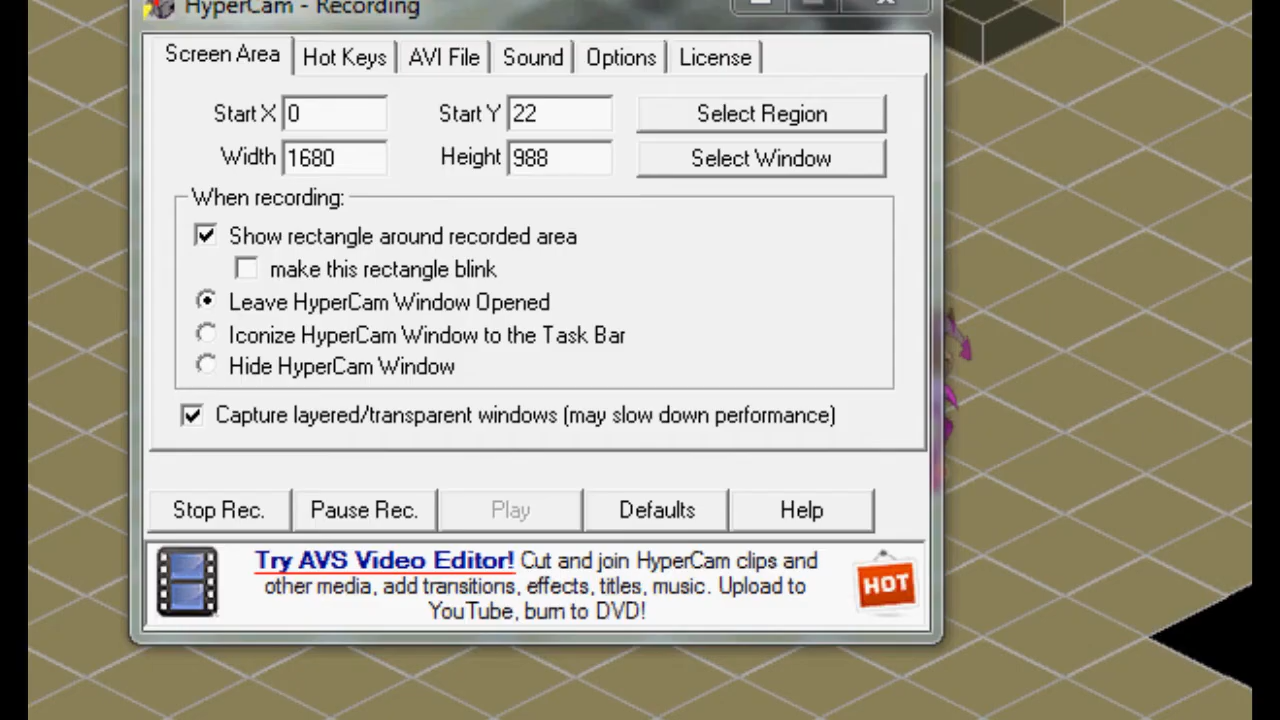 HyperCam - Recording
Screen Area Hot Keys AVI File Sound Options License
Start X 0 Start Y 22 Select Region
Width 1680 Height 988 Select Window
When recording:
Show rectangle around recorded area
make this rectangle blink
Leave HyperCam Window Opened
Iconize HyperCam Window to the Task Bar
Hide HyperCam Window
Capture layered/transparent windows (may slow down performance)
Stop Rec. Pause Rec. Play Defaults Help
Try AVS Video Editor! Cut and join HyperCam clips and
other media, add transitions, effects, titles, music. Upload to
YouTube, burn to DVD!
HOT